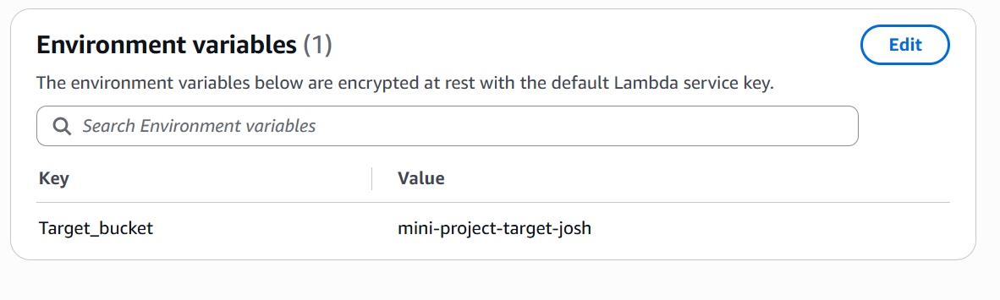 Environment variables (1)
Edit
The environment variables below are encrypted at rest with the default Lambda service key.
Search Environment variables
Key Value
Target_bucket mini-project-target-josh